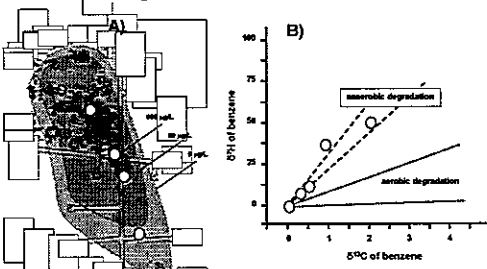 A)
B)
100
75
50
25
0
δ²H of benzene
anaerobic degradation
aerobic degradation
0
1
2
3
4
δ¹³C of benzene